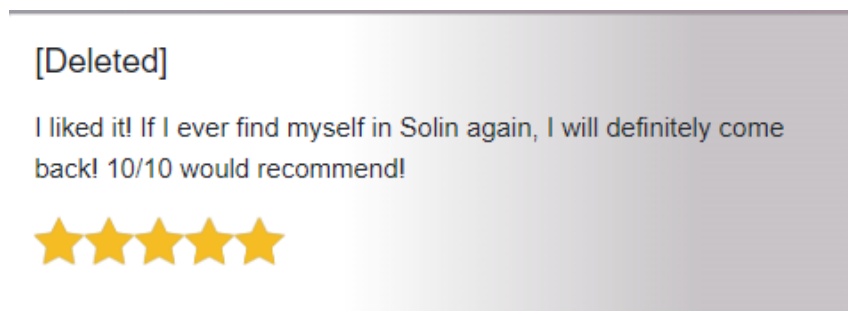 [Deleted]
I liked it! If I ever find myself in Solin again, I will definitely come
back! 10/10 would recommend!